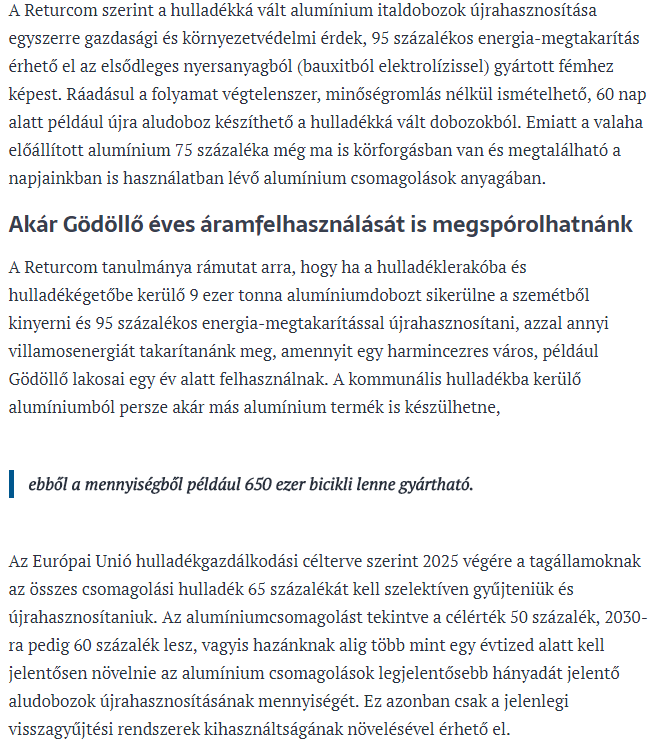 A Returcom szerint a hulladékká vált alumínium italdobozok újrahasznosítása
egyszerre gazdasági és környezetvédelmi érdek, 95 százalékos energia-megtakarítás
érhető el az elsődleges nyersanyagból (bauxitból elektrolízissel) gyártott fémhez
képest. Ráadásul a folyamat végtelenszer, minőségromlás nélkül ismételhető, 60 nap
alatt például újra aludoboz készíthető a hulladékká vált dobozokból. Emiatt a valaha
előállított alumínium 75 százaléka még ma is körforgásban van és megtalálható a
napjainkban is használatban lévő alumínium csomagolások anyagában.
Akár Gödöllő éves áramfelhasználását is megspórolhatnánk
A Returcom tanulmánya rámutat arra, hogy ha a hulladéklerakóba és
hulladékégetőbe kerülő 9 ezer tonna alumíniumdobozt sikerülne a szemétből
kinyerni és 95 százalékos energia-megtakarítással újrahasznosítani, azzal annyi
villamosenergiát takarítanánk meg, amennyit egy harmincezres város, például
Gödöllő lakosai egy év alatt felhasználnak. A kommunális hulladékba kerülő
alumíniumból persze akár más alumínium termék is készülhetne,
ebből a mennyiségből például 650 ezer bicikli lenne gyártható.
Az Európai Unió hulladékgazdálkodási célterve szerint 2025 végére a tagállamoknak
az összes csomagolási hulladék 65 százalékát kell szelektíven gyűjteniük és
újrahasznosítaniuk. Az alumíniumcsomagolást tekintve a célérték 50 százalék, 2030-
ra pedig 60 százalék lesz, vagyis hazánknak alig több mint egy évtized alatt kell
jelentősen növelnie az alumínium csomagolások legjelentősebb hányadát jelentő
aludobozok újrahasznosításának mennyiségét. Ez azonban csak a jelenlegi
visszagyűjtési rendszerek kihasználtságának növelésével érhető el.